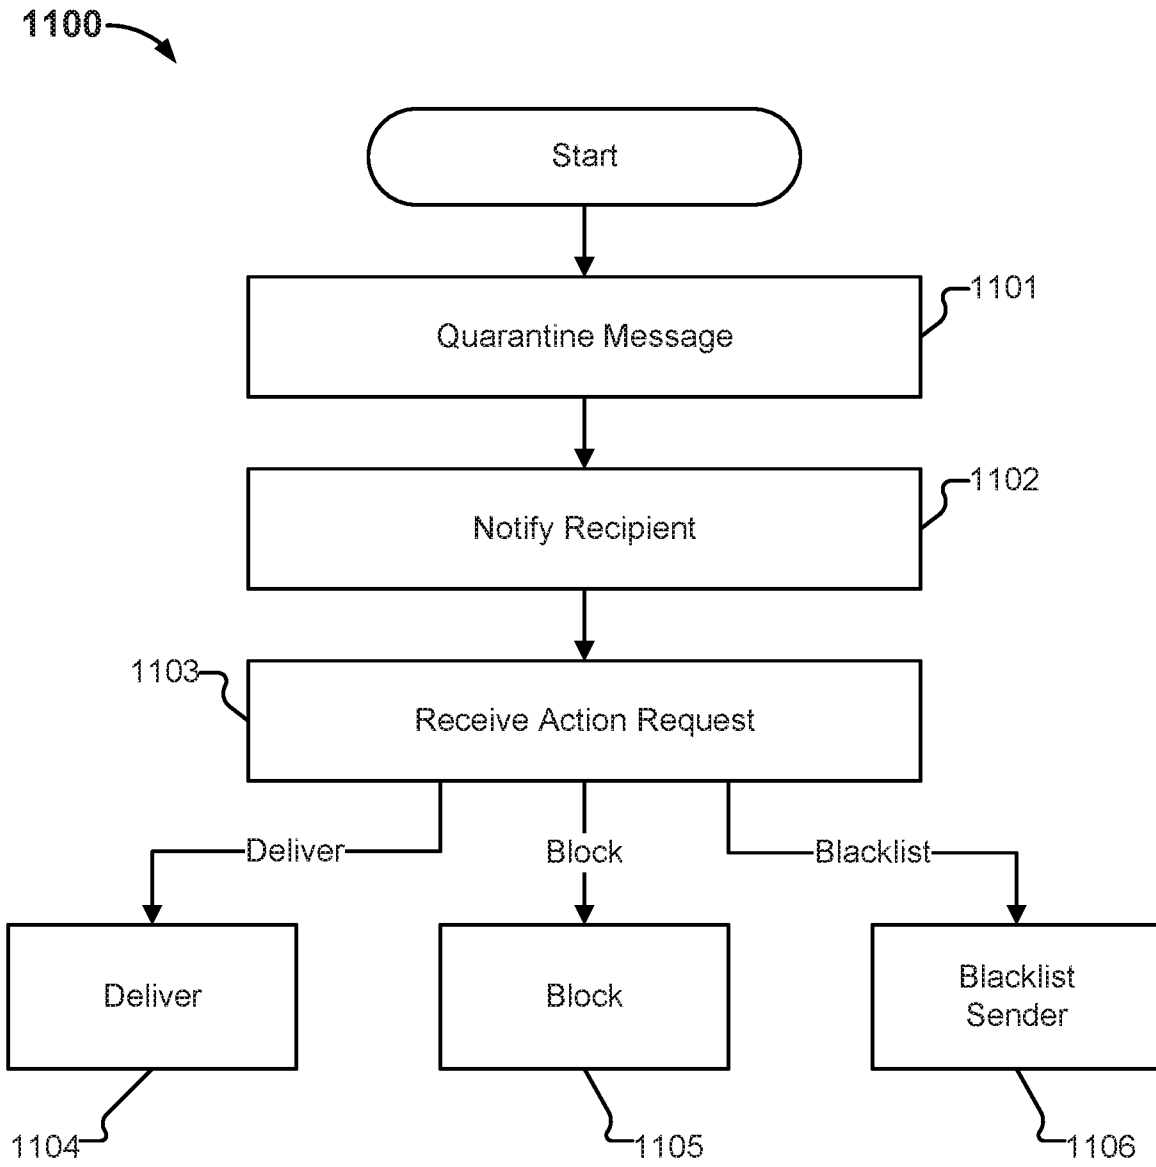 1100
Start
Quarantine Message
1101
Notify Recipient
1102
1103
Receive Action Request
Deliver
Block
Blacklist
Deliver
Block
Blacklist
Sender
1104
1105
1106